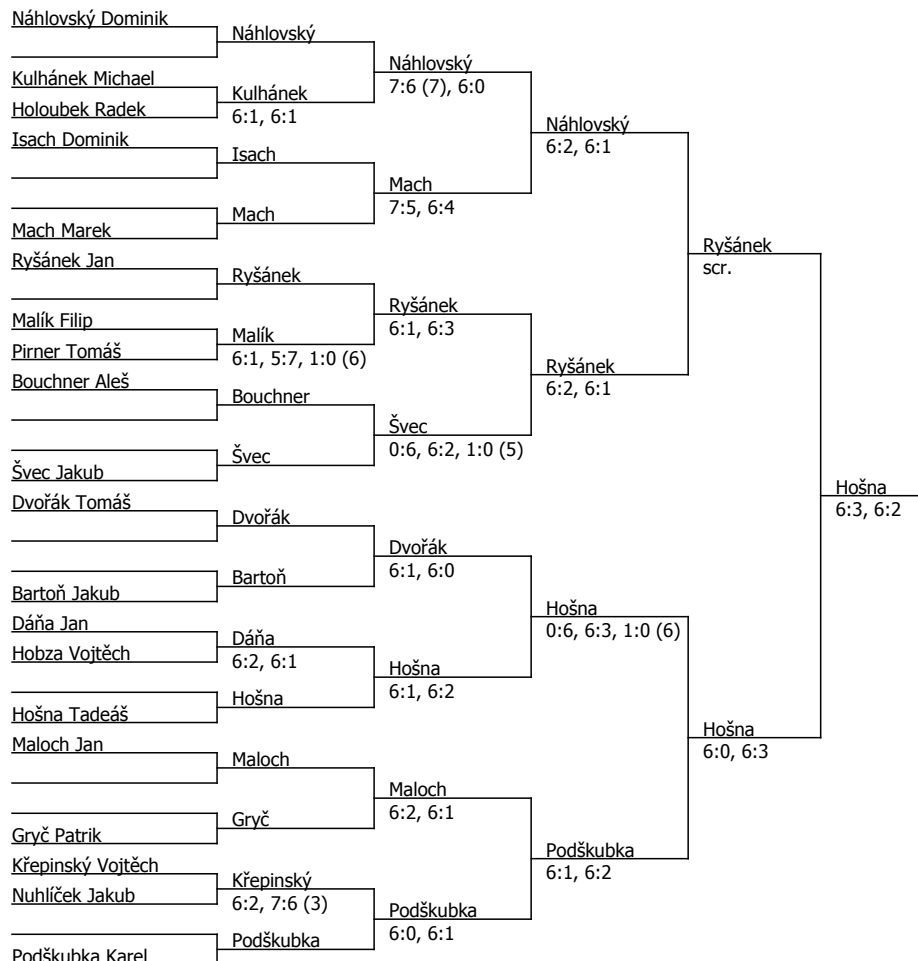 Náhlovský Dominik
Náhlovský
Kulhánek Michael
Holoubek Radek
Kulhánek
6:1, 6:1
Náhlovský
7:6 (7), 6:0
Isach Dominik
Isach
Mach Marek
Mach
Mach
7:5, 6:4
Náhlovský
6:2, 6:1
Ryšánek Jan
Ryšánek
Malík Filip
Pirner Tomáš
Malík
6:1, 5:7, 1:0 (6)
Ryšánek
6:1, 6:3
Bouchner Aleš
Bouchner
Švec Jakub
Švec
Švec
0:6, 6:2, 1:0 (5)
Ryšánek
6:2, 6:1
Ryšánek
scr.
Dvořák Tomáš
Dvořák
Bartoň Jakub
Bartoň
Dvořák
6:1, 6:0
Dáňa Jan
Hobza Vojtěch
Dáňa
6:2, 6:1
Hošna Tadeáš
Hošna
Hošna
6:1, 6:2
Hošna
0:6, 6:3, 1:0 (6)
Maloch Jan
Maloch
Gryč Patrik
Gryč
Maloch
6:2, 6:1
Křepinský Vojtěch
Nuhlíček Jakub
Křepinský
6:2, 7:6 (3)
Podškubka Karel
Podškubka
Podškubka
6:0, 6:1
Podškubka
6:1, 6:2
Hošna
6:0, 6:3
Hošna
6:3, 6:2